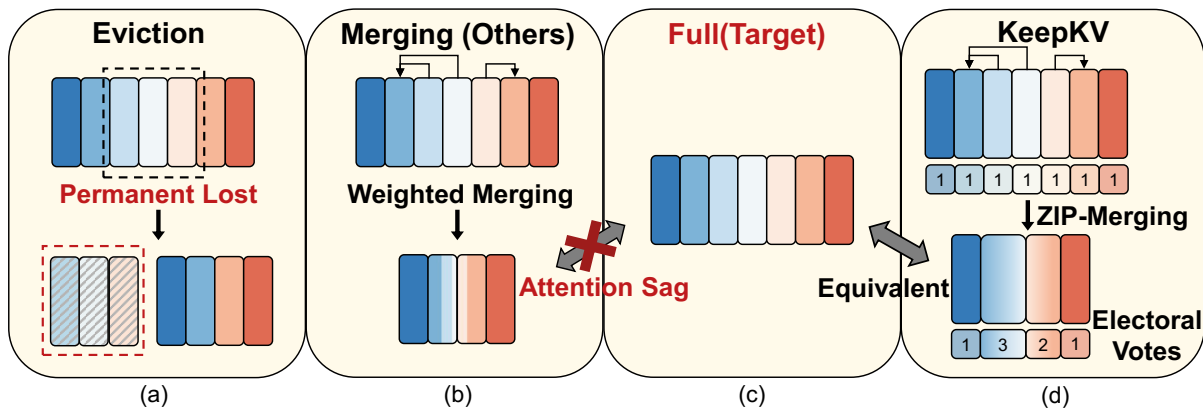 Eviction
Permanent Lost
(a)
Merging (Others)
Weighted Merging
Attention Sag
(b)
Full(Target)
(c)
Equivalent
KeepKV
1 1 1 1 1 1 1
ZIP-Merging
1 3 2 1
Electoral
Votes
(d)